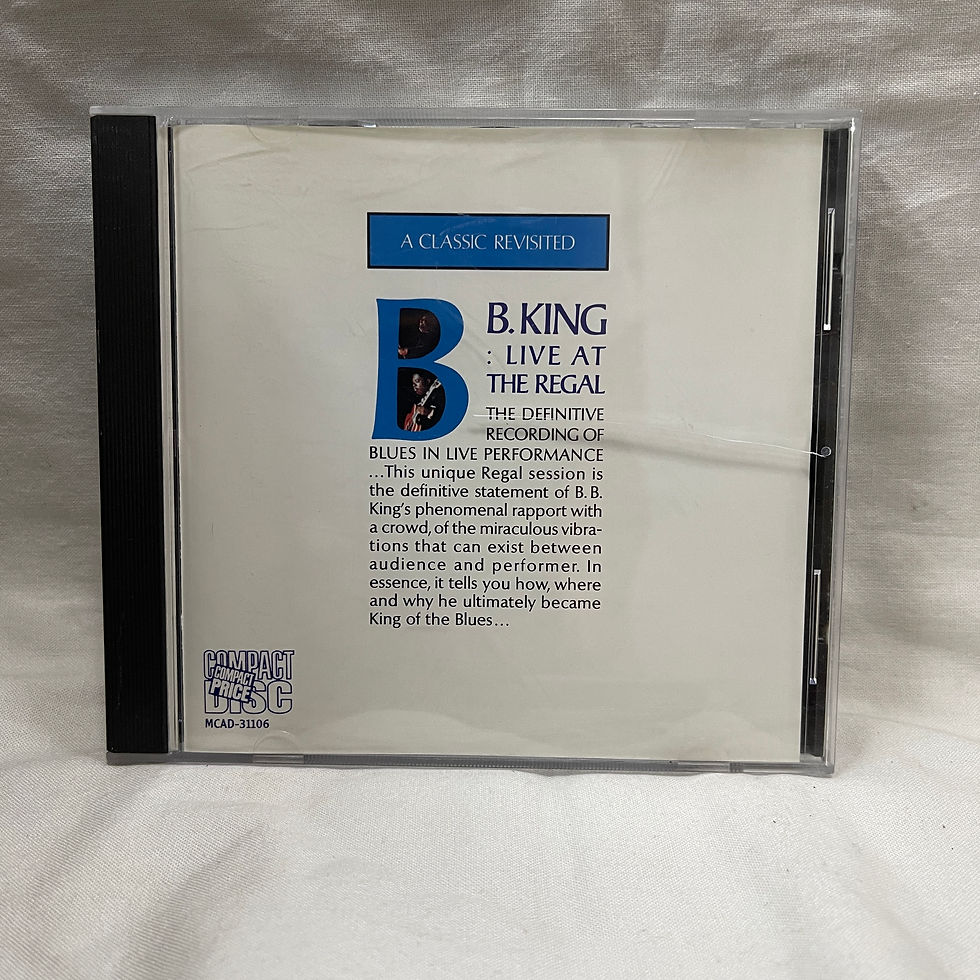 A CLASSIC REVISITED
B B. KING
: LIVE AT
THE REGAL
THE DEFINITIVE
RECORDING OF
BLUES IN LIVE PERFORMANCE
...This unique Regal session is
the definitive statement of B. B.
King's phenomenal rapport with
a crowd, of the miraculous vibra-
tions that can exist between
audience and performer. In
essence, it tells you how, where
and why he ultimately became
King of the Blues...
COMPACT
COMPACT
PRICE
DISC
MCAD-31106